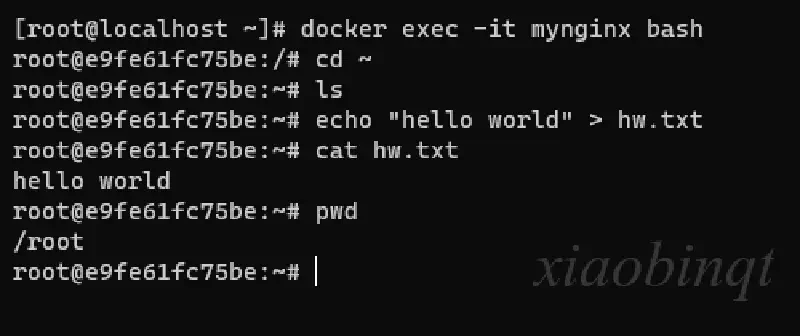 [root@localhost ~]# docker exec -it mynginx bash
root@e9fe61fc75be:/# cd ~
root@e9fe61fc75be:~# ls
root@e9fe61fc75be:~# echo "hello world" > hw.txt
root@e9fe61fc75be:~# cat hw.txt
hello world
root@e9fe61fc75be:~# pwd
/root
root@e9fe61fc75be:~#
xiaobinqt